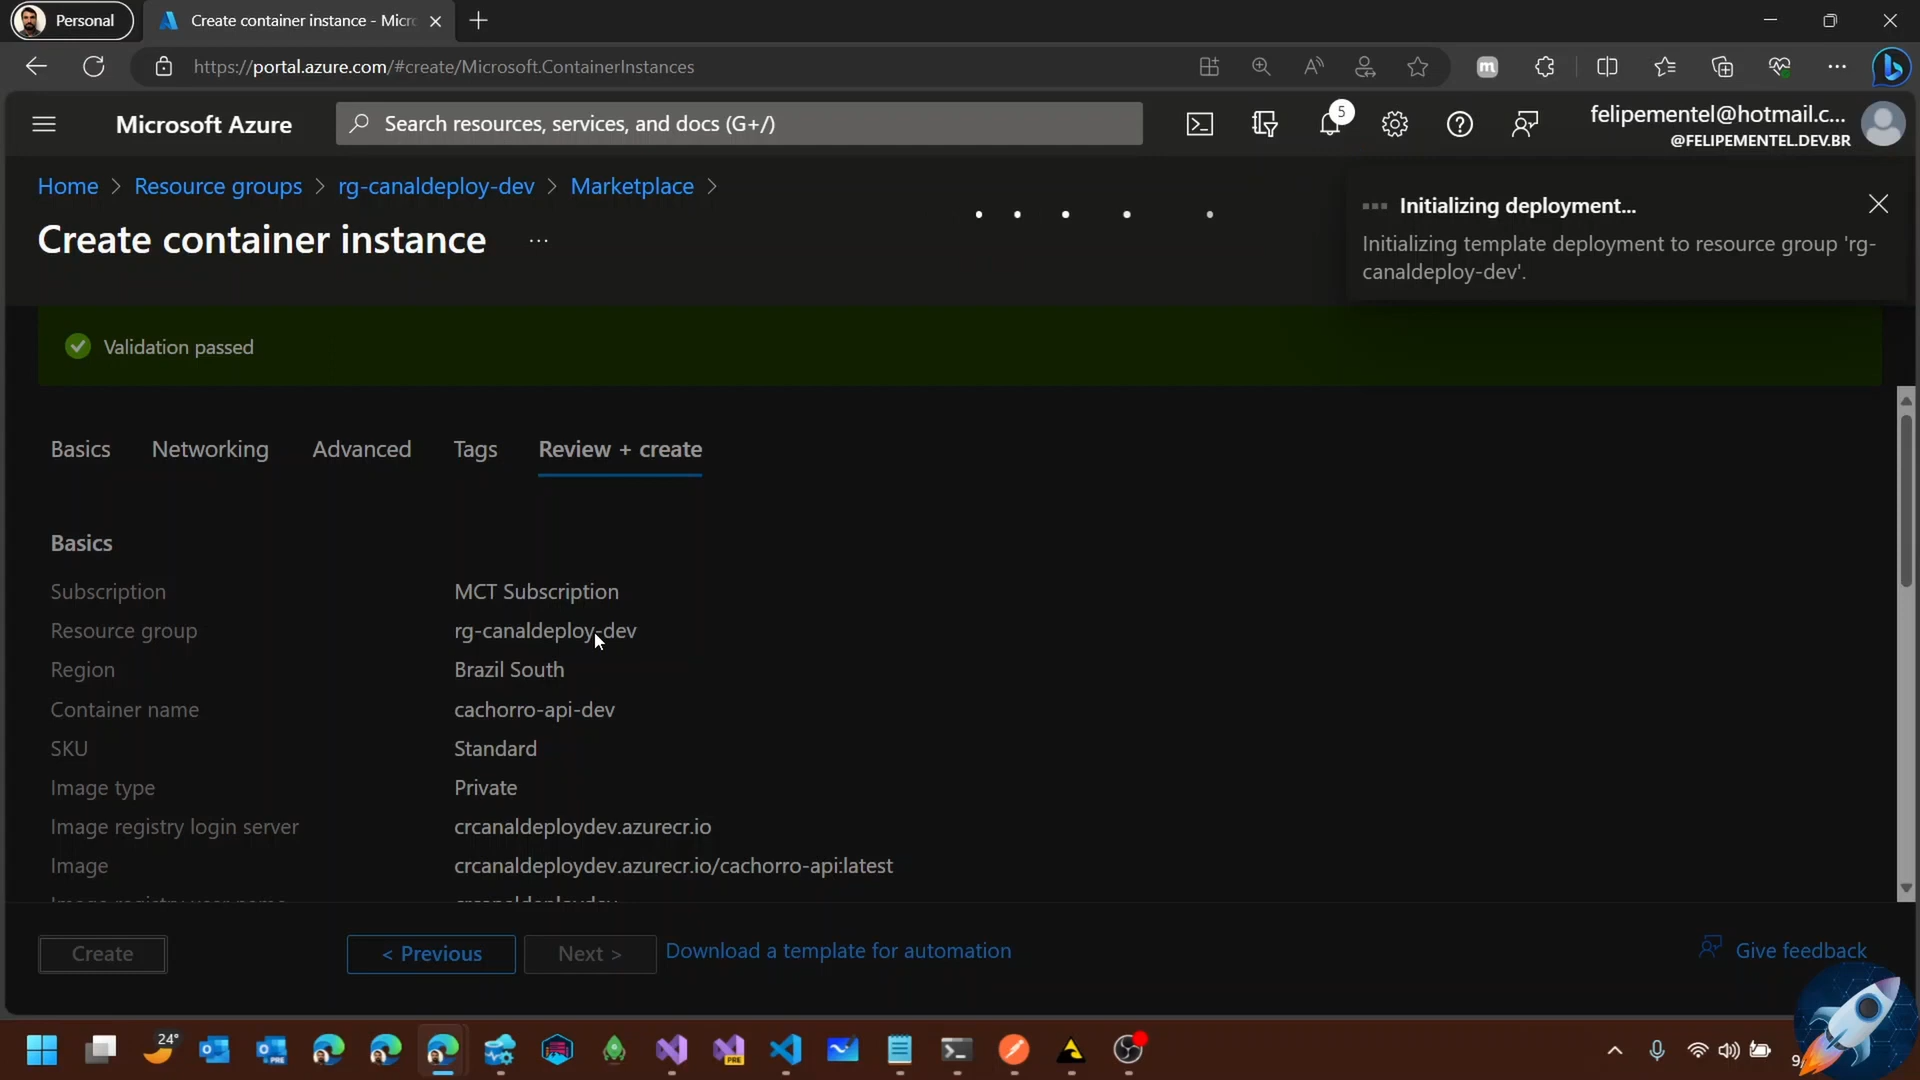 Personal
Create container instance - Micr
https://portal.azure.com/#create/Microsoft.ContainerInstances
Microsoft Azure
Search resources, services, and docs (G+/)
5
felipementel@hotmail.c...
@FELIPEMENTEL.DEV.BR
Home > Resource groups > rg-canaldeploy-dev > Marketplace >
Create container instance ...
Initializing deployment...
Initializing template deployment to resource group 'rg-
canaldeploy-dev'.
Validation passed
Basics Networking Advanced Tags Review + create
Basics
Subscription MCT Subscription
Resource group rg-canaldeploy-dev
Region Brazil South
Container name cachorro-api-dev
SKU Standard
Image type Private
Image registry login server crcanaldeploydev.azurecr.io
Image crcanaldeploydev.azurecr.io/cachorro-api:latest
Create < Previous Next > Download a template for automation Give feedback
24°
PRE
PRE